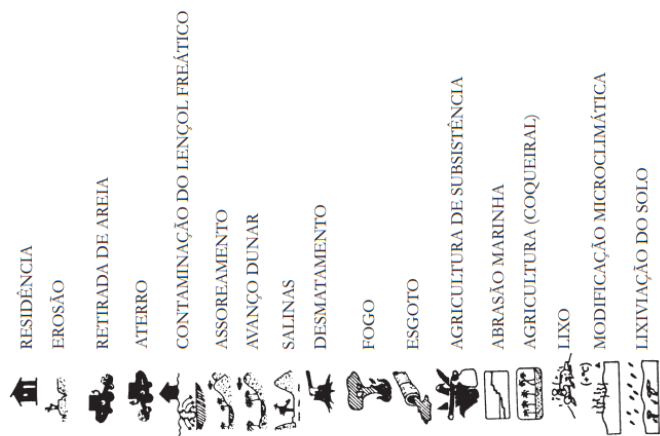 RESIDÊNCIA
EROSÃO
RETIRADA DE AREIA
ATERRO
CONTAMINAÇÃO DO LENÇOL FREÁTICO
ASSOREAMENTO
AVANÇO DUNAR
SALINAS
DESMATAMENTO
FOGO
ESGOTO
AGRICULTURA DE SUBSISTÊNCIA
ABRASÃO MARINHA
AGRICULTURA (COQUEIRAL)
LIXO
(+°C)
MODIFICAÇÃO MICROCLIMÁTICA
LIXIVIAÇÃO DO SOLO